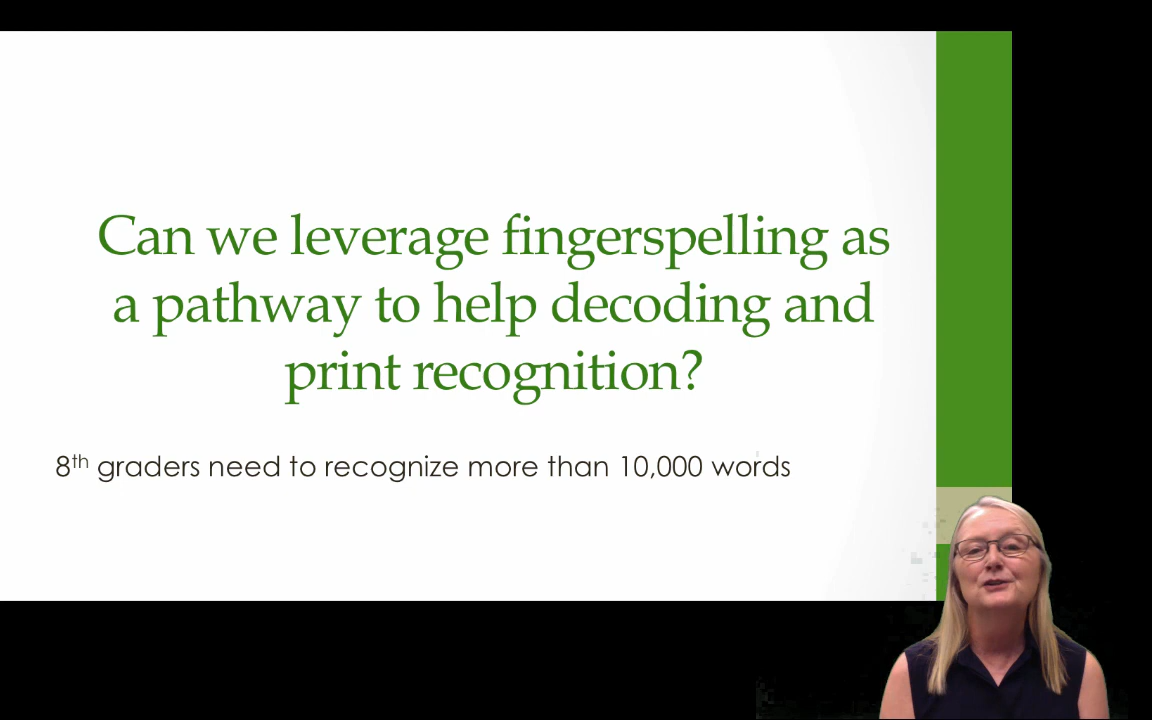 Can we leverage fingerspelling as
a pathway to help decoding and
print recognition?
8th graders need to recognize more than 10,000 words